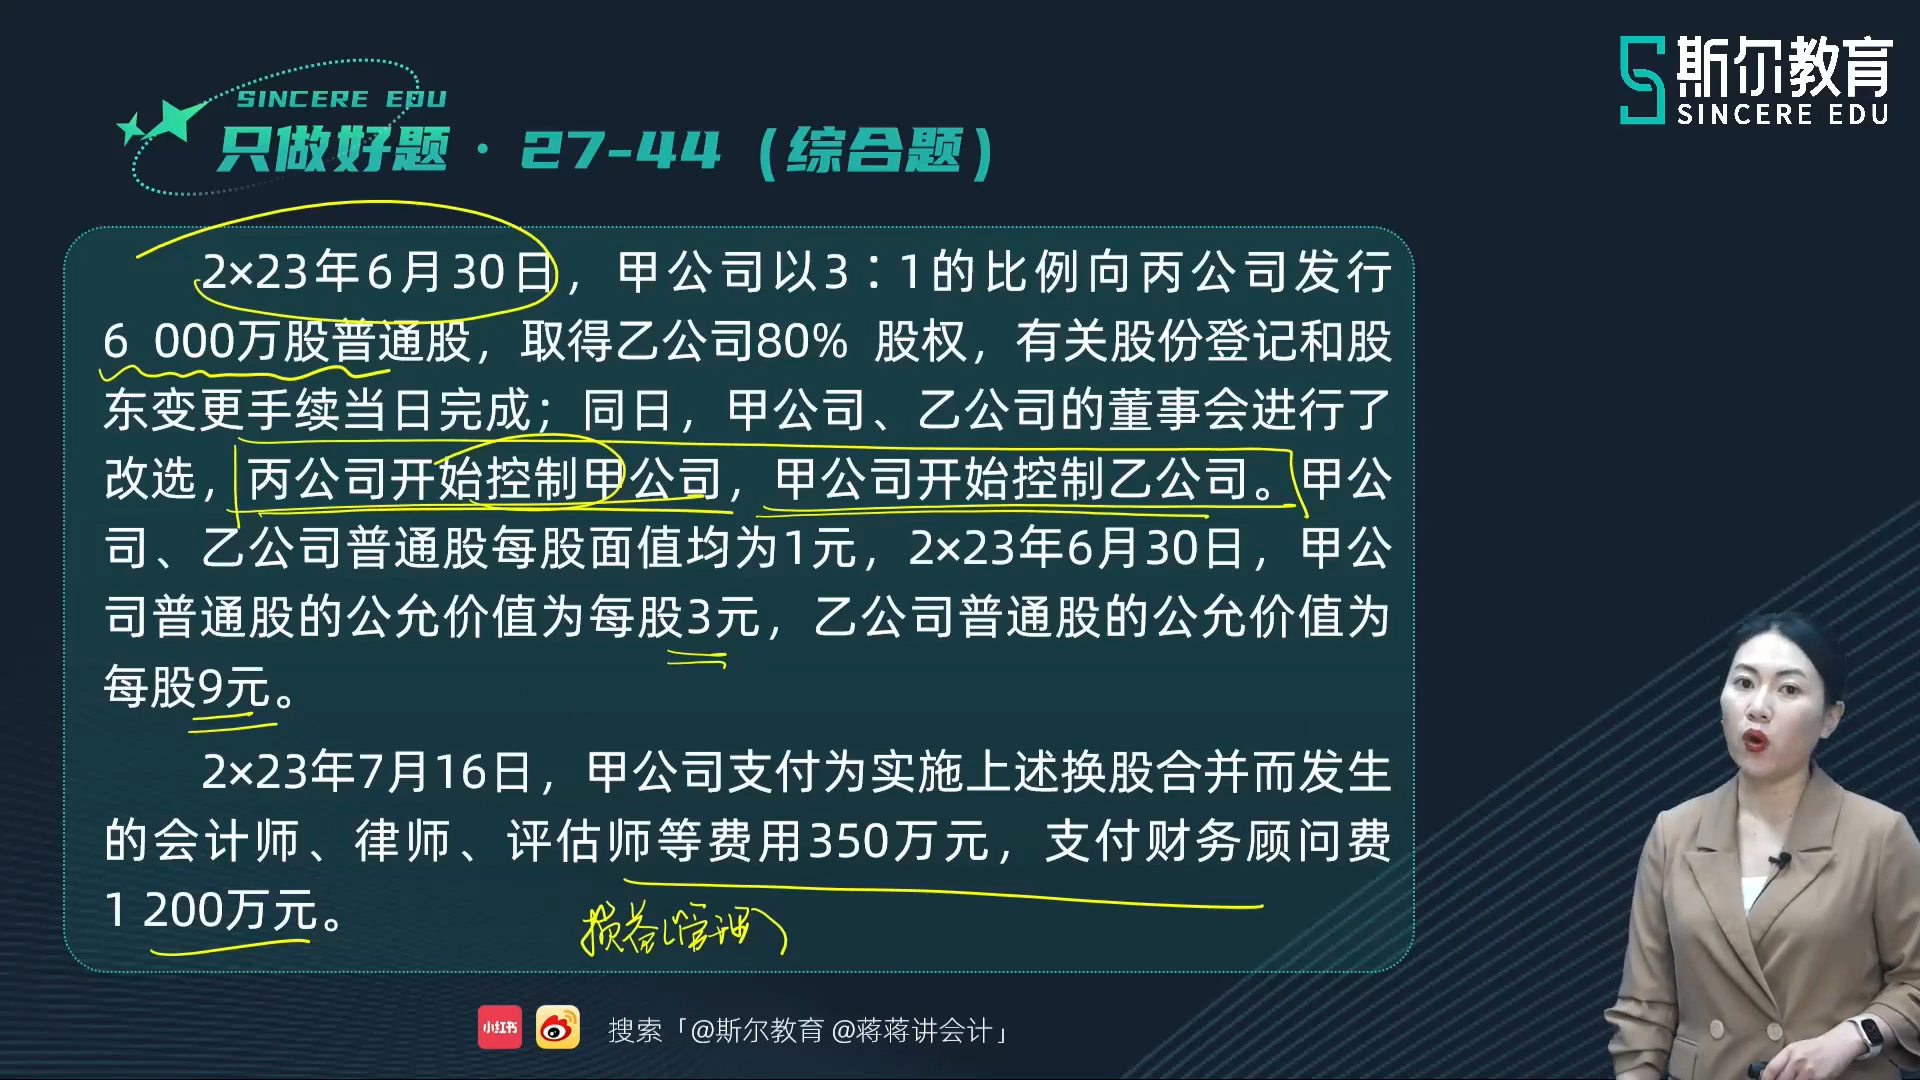 SINCERE EDU
只做好题·27-44（综合题）
斯尔教育
SINCERE EDU
2×23年6月30日，甲公司以3∶1的比例向丙公司发行
6 000万股普通股，取得乙公司80% 股权，有关股份登记和股
东变更手续当日完成；同日，甲公司、乙公司的董事会进行了
改选，丙公司开始控制甲公司，甲公司开始控制乙公司。甲公
司、乙公司普通股每股面值均为1元，2×23年6月30日，甲公
司普通股的公允价值为每股3元，乙公司普通股的公允价值为
每股9元。
2×23年7月16日，甲公司支付为实施上述换股合并而发生
的会计师、律师、评估师等费用350万元，支付财务顾问费
1 200万元。
损益（管理）
小红书
搜索「@斯尔教育 @蒋蒋讲会计」